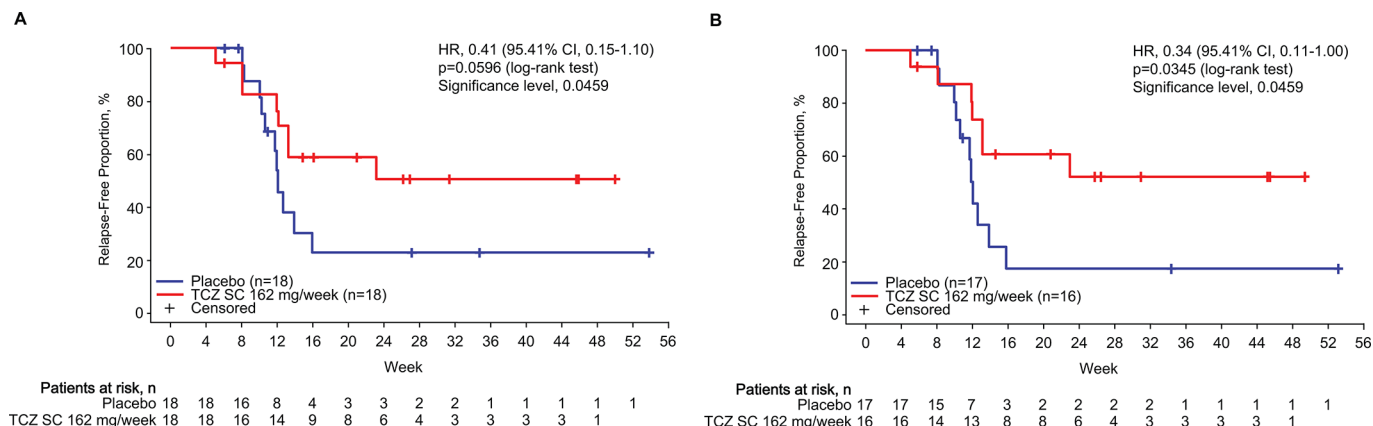 A
HR, 0.41 (95.41% CI, 0.15-1.10)
p=0.0596 (log-rank test)
Significance level, 0.0459
Relapse-Free Proportion, %
100
80
60
40
20
0
Placebo (n=18)
TCZ SC 162 mg/week (n=18)
Censored
0 4 8 12 16 20 24 28 32 36 40 44 48 52 56
Week
Patients at risk, n
Placebo 18 18 16 8 4 3 3 2 2 1 1 1 1 1
TCZ SC 162 mg/week 18 18 16 14 9 8 6 4 3 3 3 3 1
B
HR, 0.34 (95.41% CI, 0.11-1.00)
p=0.0345 (log-rank test)
Significance level, 0.0459
Relapse-Free Proportion, %
100
80
60
40
20
0
Placebo (n=17)
TCZ SC 162 mg/week (n=16)
Censored
0 4 8 12 16 20 24 28 32 36 40 44 48 52 56
Week
Patients at risk, n
Placebo 17 17 15 7 3 2 2 2 2 1 1 1 1 1
TCZ SC 162 mg/week 16 16 14 13 8 8 6 4 3 3 3 3 1